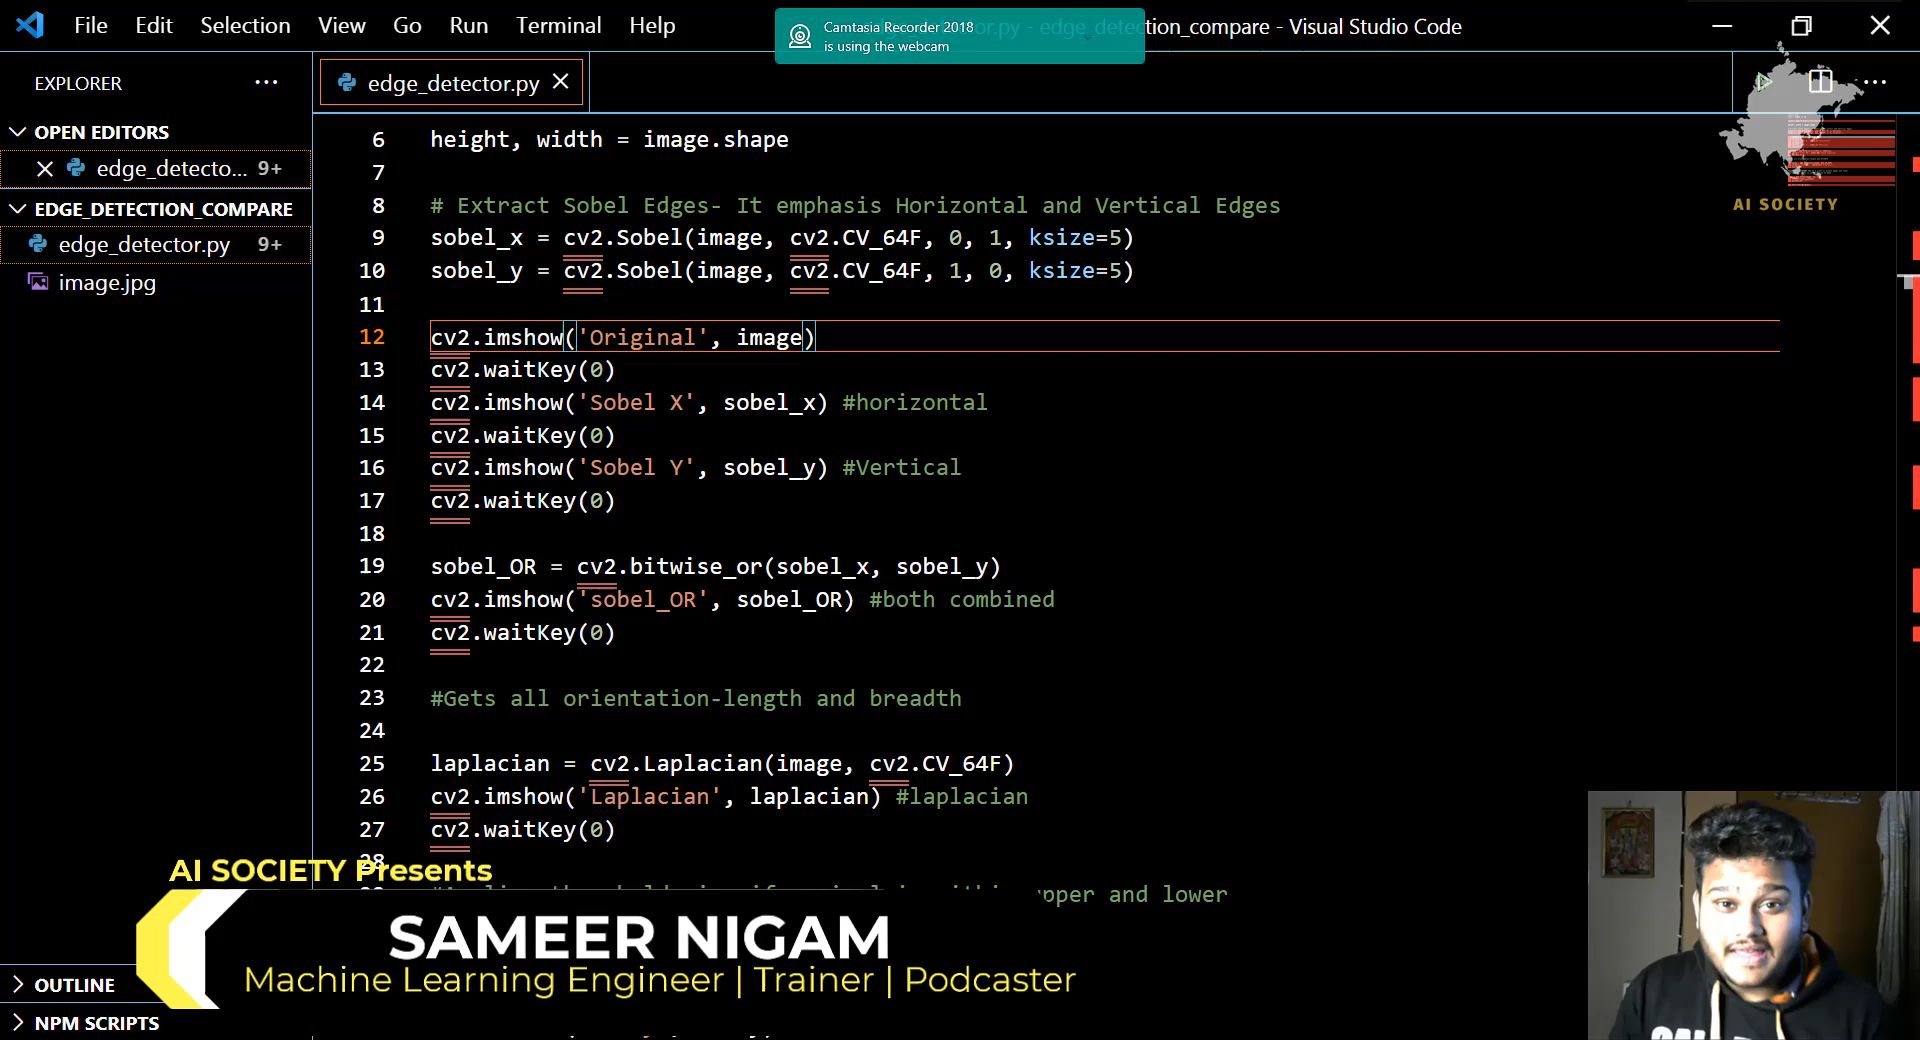 File Edit Selection View Go Run Terminal Help
Camtasia Recorder 2018
is using the webcam
edge_detection_compare - Visual Studio Code
EXPLORER
edge_detector.py
OPEN EDITORS
edge_detecto... 9+
EDGE_DETECTION_COMPARE
edge_detector.py 9+
image.jpg
AI SOCIETY
6 height, width = image.shape
7
8 # Extract Sobel Edges- It emphasis Horizontal and Vertical Edges
9 sobel_x = cv2.Sobel(image, cv2.CV_64F, 0, 1, ksize=5)
10 sobel_y = cv2.Sobel(image, cv2.CV_64F, 1, 0, ksize=5)
11
12 cv2.imshow('Original', image)
13 cv2.waitKey(0)
14 cv2.imshow('Sobel X', sobel_x) #horizontal
15 cv2.waitKey(0)
16 cv2.imshow('Sobel Y', sobel_y) #Vertical
17 cv2.waitKey(0)
18
19 sobel_OR = cv2.bitwise_or(sobel_x, sobel_y)
20 cv2.imshow('sobel_OR', sobel_OR) #both combined
21 cv2.waitKey(0)
22
23 #Gets all orientation-length and breadth
24
25 laplacian = cv2.Laplacian(image, cv2.CV_64F)
26 cv2.imshow('Laplacian', laplacian) #laplacian
27 cv2.waitKey(0)
28
and lower
AI SOCIETY Presents
SAMEER NIGAM
Machine Learning Engineer | Trainer | Podcaster
OUTLINE
NPM SCRIPTS